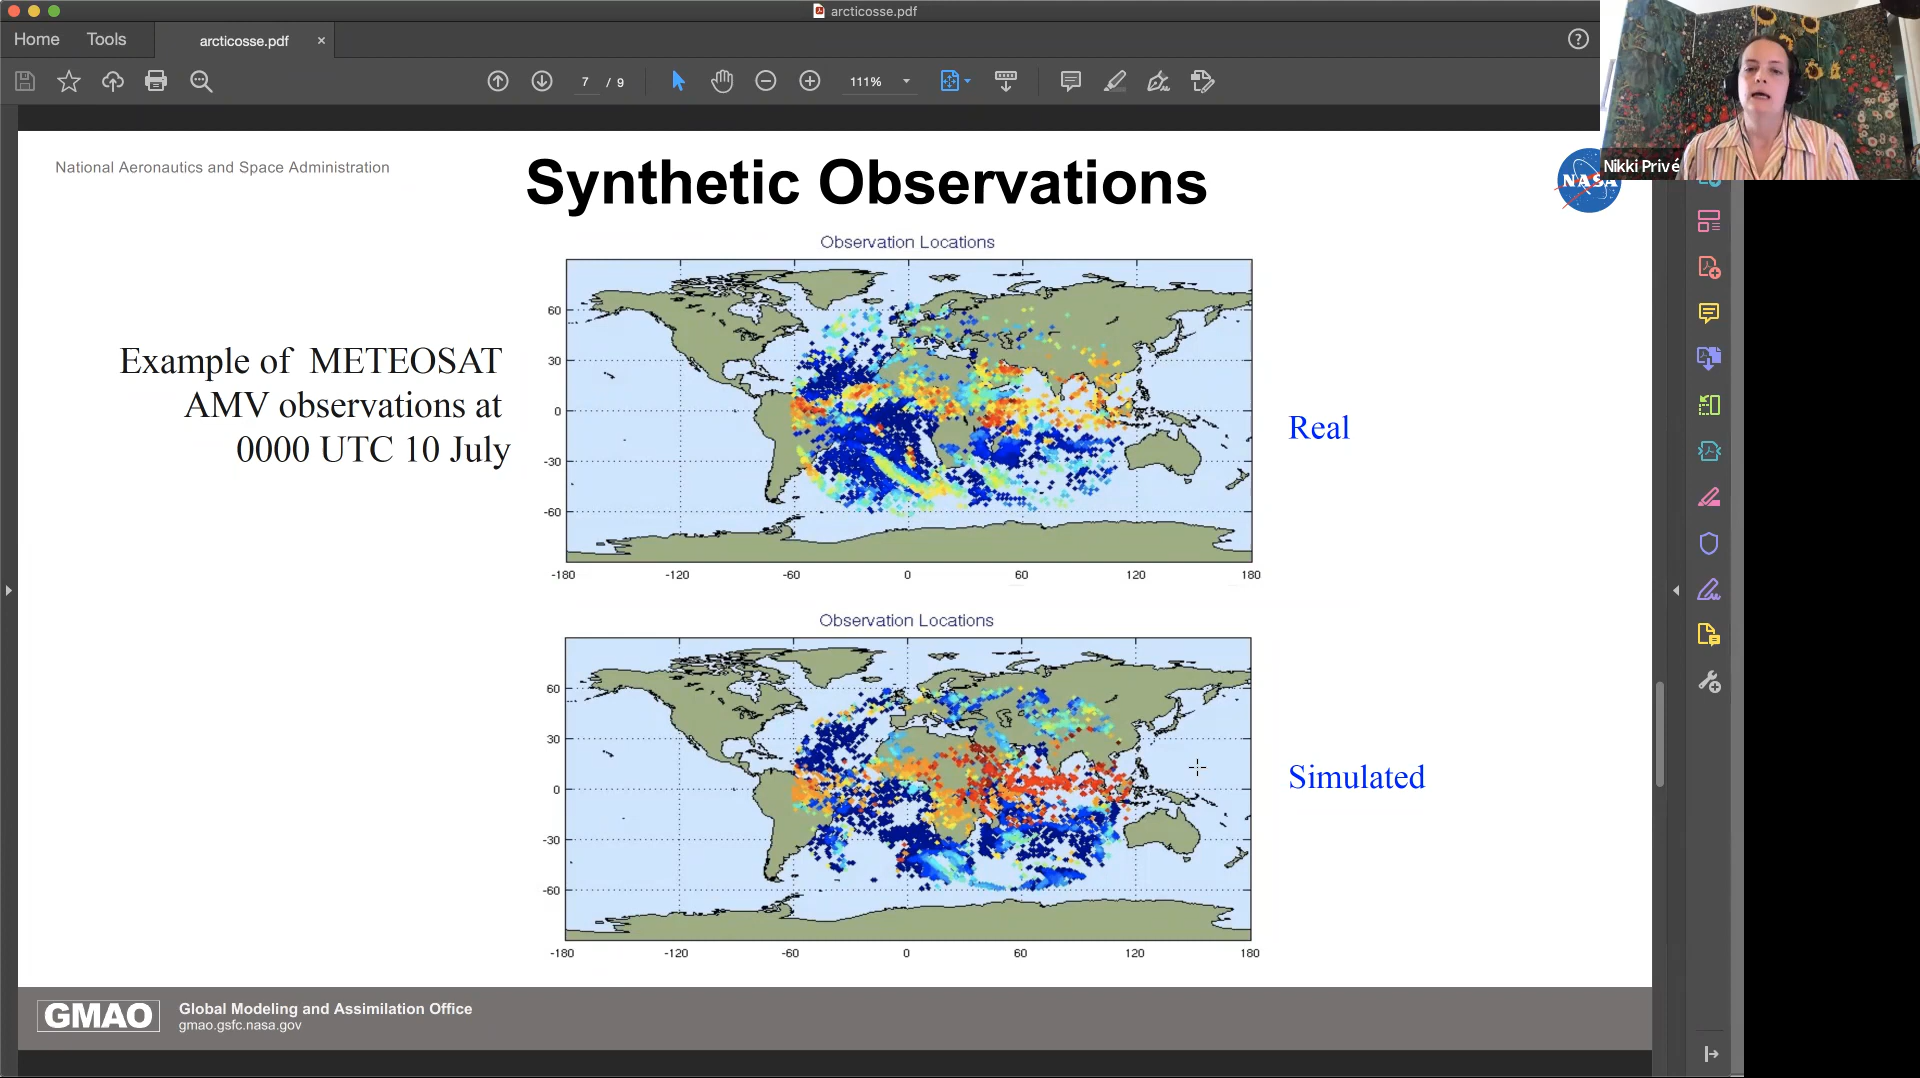 arcticosse.pdf
Home
Tools
arcticosse.pdf
×
?
7 / 9
111%
Nikki Privé
National Aeronautics and Space Administration
Synthetic Observations
NASA
Observation Locations
60
30
0
-30
-60
-180 -120 -60 0 60 120 180
Example of METEOSAT
AMV observations at
0000 UTC 10 July
Real
Observation Locations
60
30
0
-30
-60
-180 -120 -60 0 60 120 180
Simulated
GMAO
Global Modeling and Assimilation Office
gmao.gsfc.nasa.gov